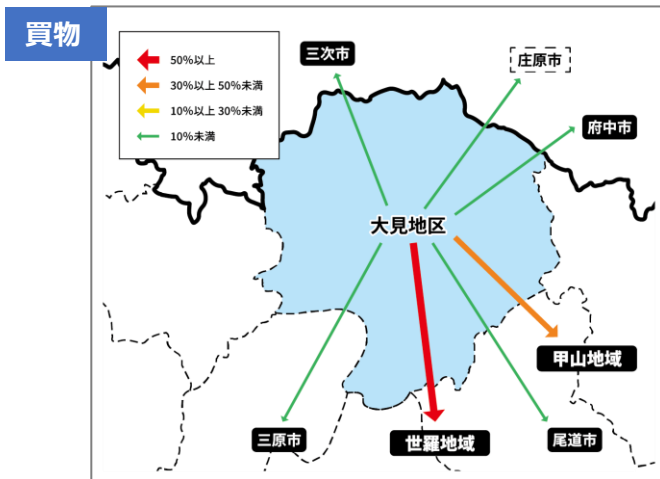 買物
50%以上
30%以上 50%未満
10%以上 30%未満
10%未満
三次市
庄原市
府中市
大見地区
甲山地域
三原市
世羅地域
尾道市